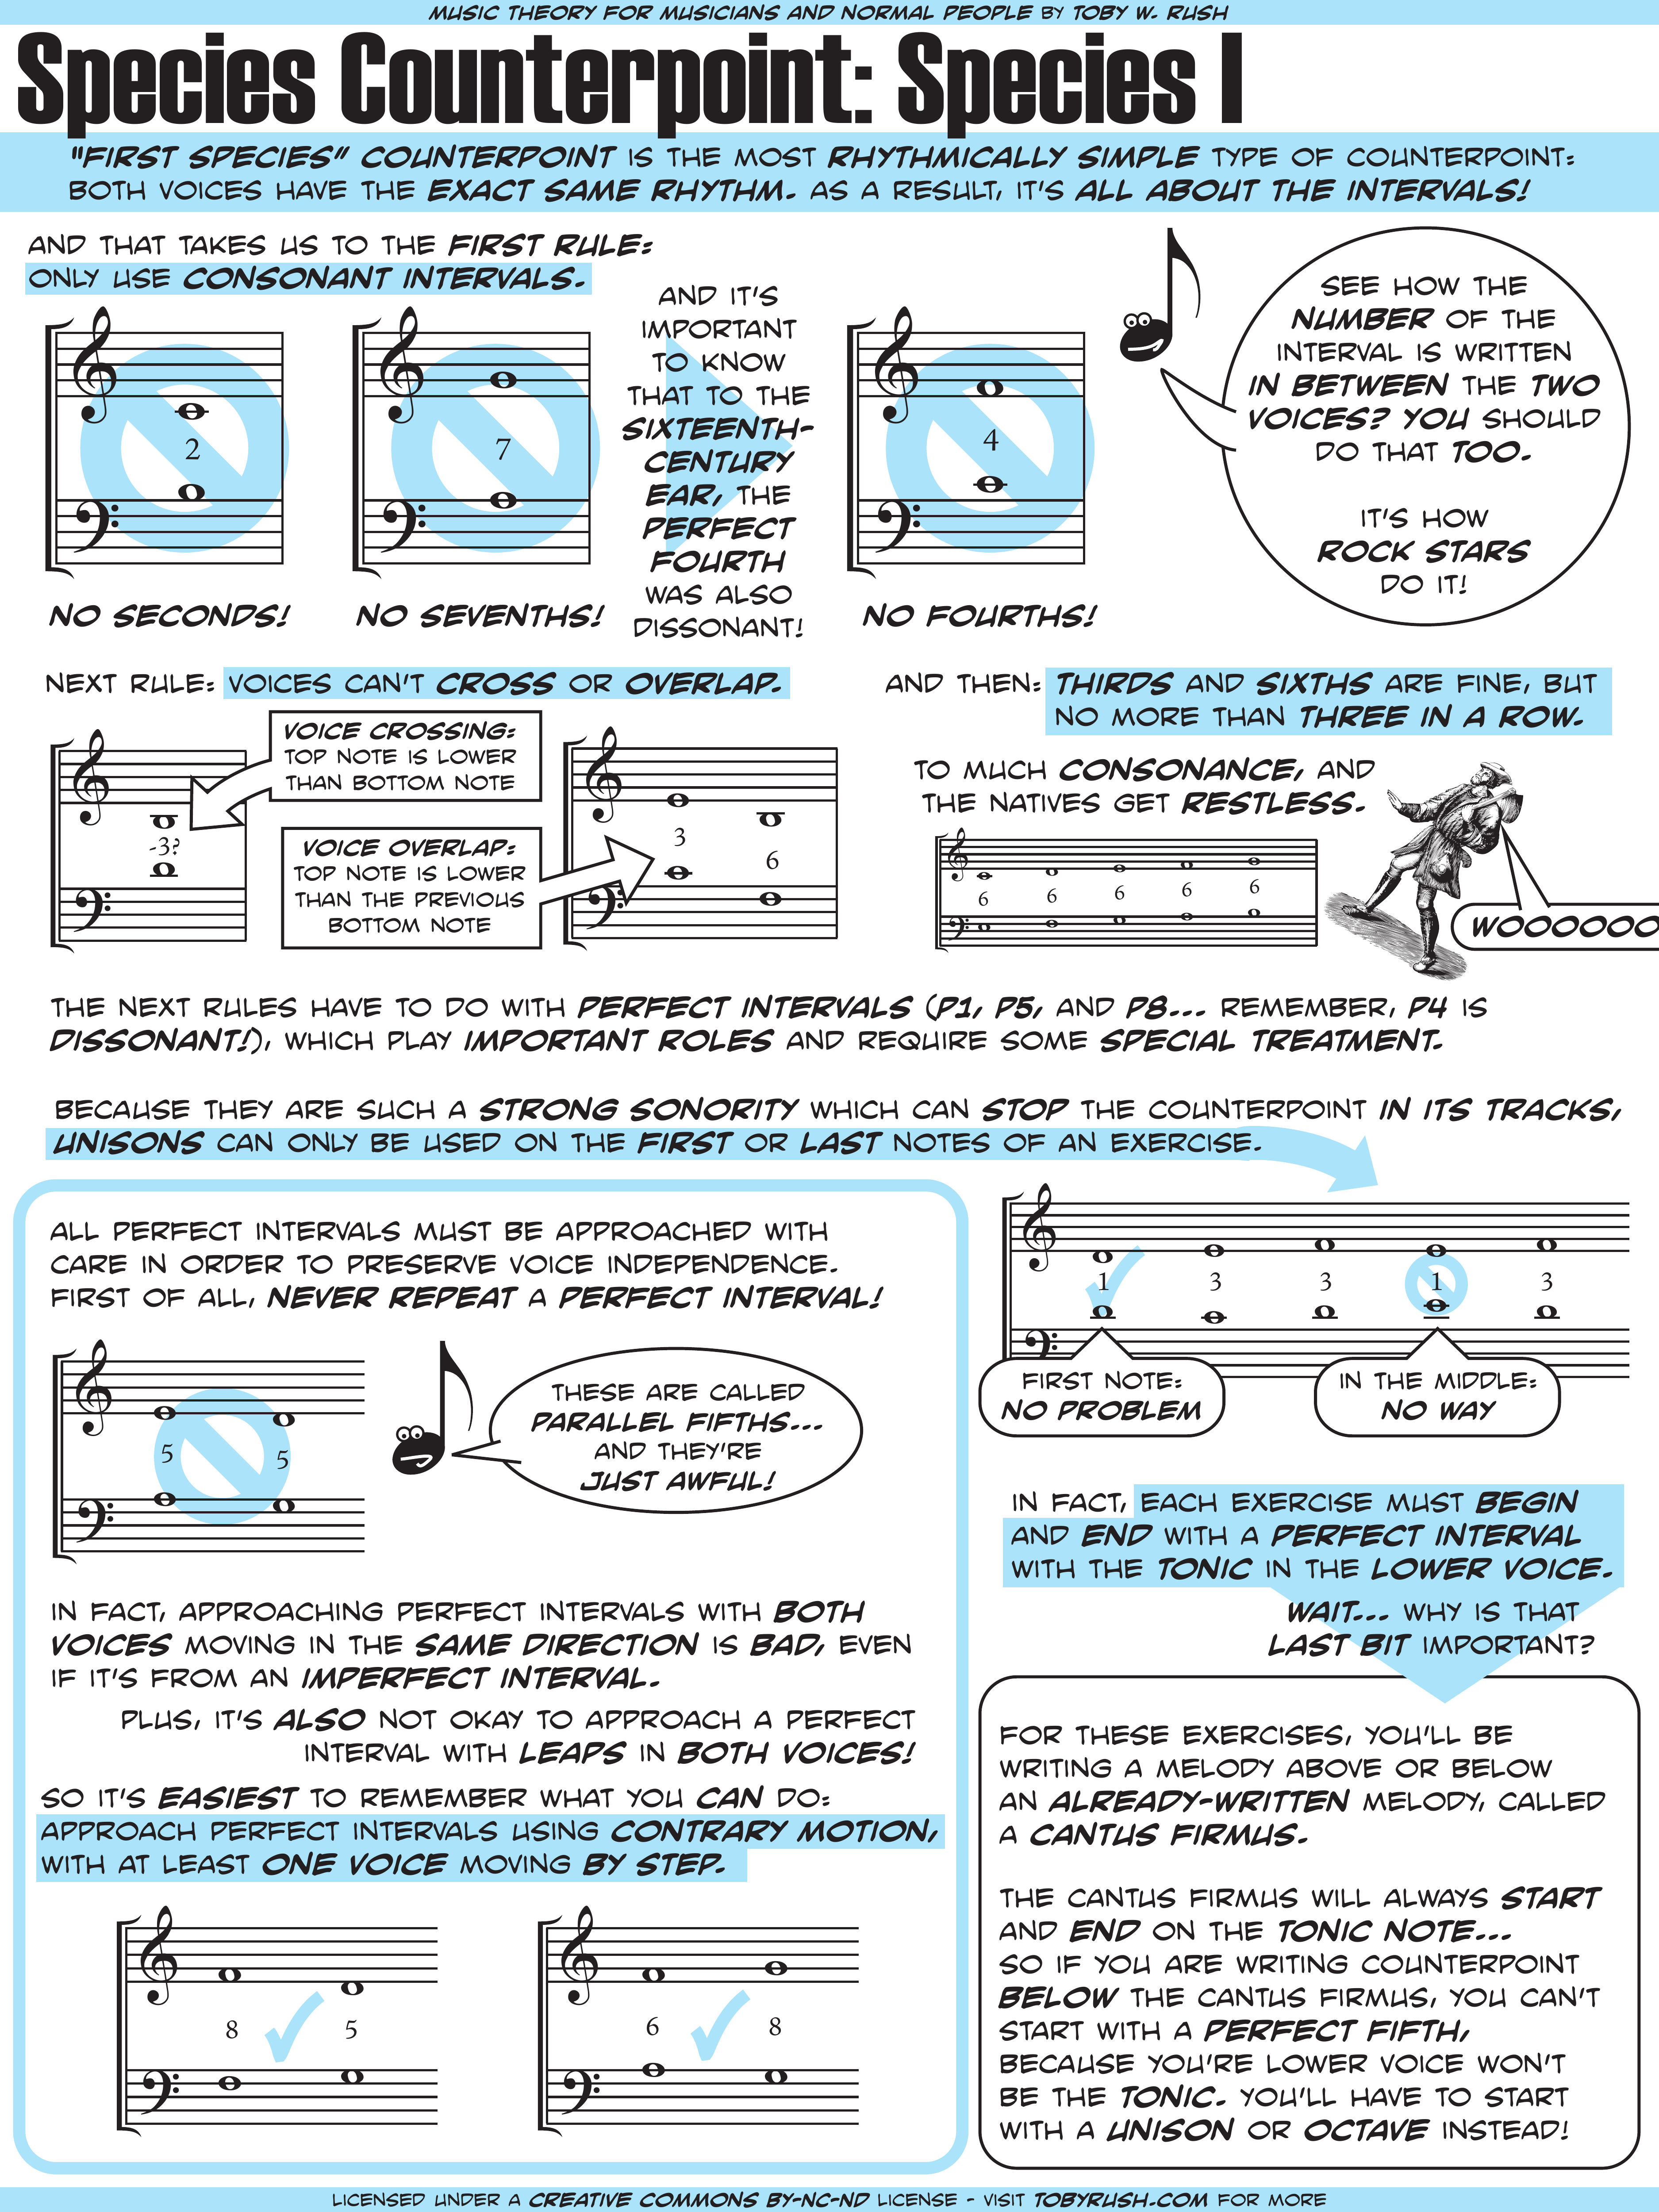 MUSIC THEORY FOR MUSICIANS AND NORMAL PEOPLE BY TOBY W. RUSH
Species Counterpoint: Species I
"FIRST SPECIES" COUNTERPOINT IS THE MOST RHYTHMICALLY SIMPLE TYPE OF COUNTERPOINT:
BOTH VOICES HAVE THE EXACT SAME RHYTHM. AS A RESULT, IT'S ALL ABOUT THE INTERVALS!
AND THAT TAKES US TO THE FIRST RULE:
ONLY USE CONSONANT INTERVALS.
2
NO SECONDS!
7
NO SEVENTHS!
AND IT'S
IMPORTANT
TO KNOW
THAT TO THE
SIXTEENTH-
CENTURY
EAR, THE
PERFECT
FOURTH
WAS ALSO
DISSONANT!
4
NO FOURTHS!
SEE HOW THE
NUMBER OF THE
INTERVAL IS WRITTEN
IN BETWEEN THE TWO
VOICES? YOU SHOULD
DO THAT TOO.
IT'S HOW
ROCK STARS
DO IT!
NEXT RULE: VOICES CAN'T CROSS OR OVERLAP.
-3?
VOICE CROSSING:
TOP NOTE IS LOWER
THAN BOTTOM NOTE
VOICE OVERLAP:
TOP NOTE IS LOWER
THAN THE PREVIOUS
BOTTOM NOTE
3 6
AND THEN: THIRDS AND SIXTHS ARE FINE, BUT
NO MORE THAN THREE IN A ROW.
TO MUCH CONSONANCE, AND
THE NATIVES GET RESTLESS.
6 6 6 6 6
WOOOOOO
THE NEXT RULES HAVE TO DO WITH PERFECT INTERVALS (P1, P5, AND P8... REMEMBER, P4 IS
DISSONANT!), WHICH PLAY IMPORTANT ROLES AND REQUIRE SOME SPECIAL TREATMENT.
BECAUSE THEY ARE SUCH A STRONG SONORITY WHICH CAN STOP THE COUNTERPOINT IN ITS TRACKS,
UNISONS CAN ONLY BE USED ON THE FIRST OR LAST NOTES OF AN EXERCISE.
1 3 3 1 3
FIRST NOTE:
NO PROBLEM
IN THE MIDDLE:
NO WAY
ALL PERFECT INTERVALS MUST BE APPROACHED WITH
CARE IN ORDER TO PRESERVE VOICE INDEPENDENCE.
FIRST OF ALL, NEVER REPEAT A PERFECT INTERVAL!
5 5
THESE ARE CALLED
PARALLEL FIFTHS...
AND THEY'RE
JUST AWFUL!
IN FACT, APPROACHING PERFECT INTERVALS WITH BOTH
VOICES MOVING IN THE SAME DIRECTION IS BAD, EVEN
IF IT'S FROM AN IMPERFECT INTERVAL.
PLUS, IT'S ALSO NOT OKAY TO APPROACH A PERFECT
INTERVAL WITH LEAPS IN BOTH VOICES!
SO IT'S EASIEST TO REMEMBER WHAT YOU CAN DO:
APPROACH PERFECT INTERVALS USING CONTRARY MOTION,
WITH AT LEAST ONE VOICE MOVING BY STEP.
8 5
6 8
IN FACT, EACH EXERCISE MUST BEGIN
AND END WITH A PERFECT INTERVAL
WITH THE TONIC IN THE LOWER VOICE.
WAIT... WHY IS THAT
LAST BIT IMPORTANT?
FOR THESE EXERCISES, YOU'LL BE
WRITING A MELODY ABOVE OR BELOW
AN ALREADY-WRITTEN MELODY, CALLED
A CANTUS FIRMUS.
THE CANTUS FIRMUS WILL ALWAYS START
AND END ON THE TONIC NOTE...
SO IF YOU ARE WRITING COUNTERPOINT
BELOW THE CANTUS FIRMUS, YOU CAN'T
START WITH A PERFECT FIFTH,
BECAUSE YOU'RE LOWER VOICE WON'T
BE THE TONIC. YOU'LL HAVE TO START
WITH A UNISON OR OCTAVE INSTEAD!
LICENSED UNDER A CREATIVE COMMONS BY-NC-ND LICENSE - VISIT TOBYRUSH.COM FOR MORE